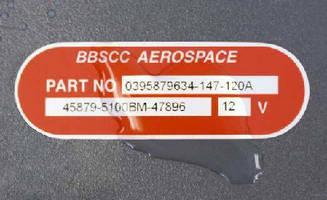 BBSCC AEROSPACE
PART NO 0395879634-147-120A
45879-5100BM-47896 12 V